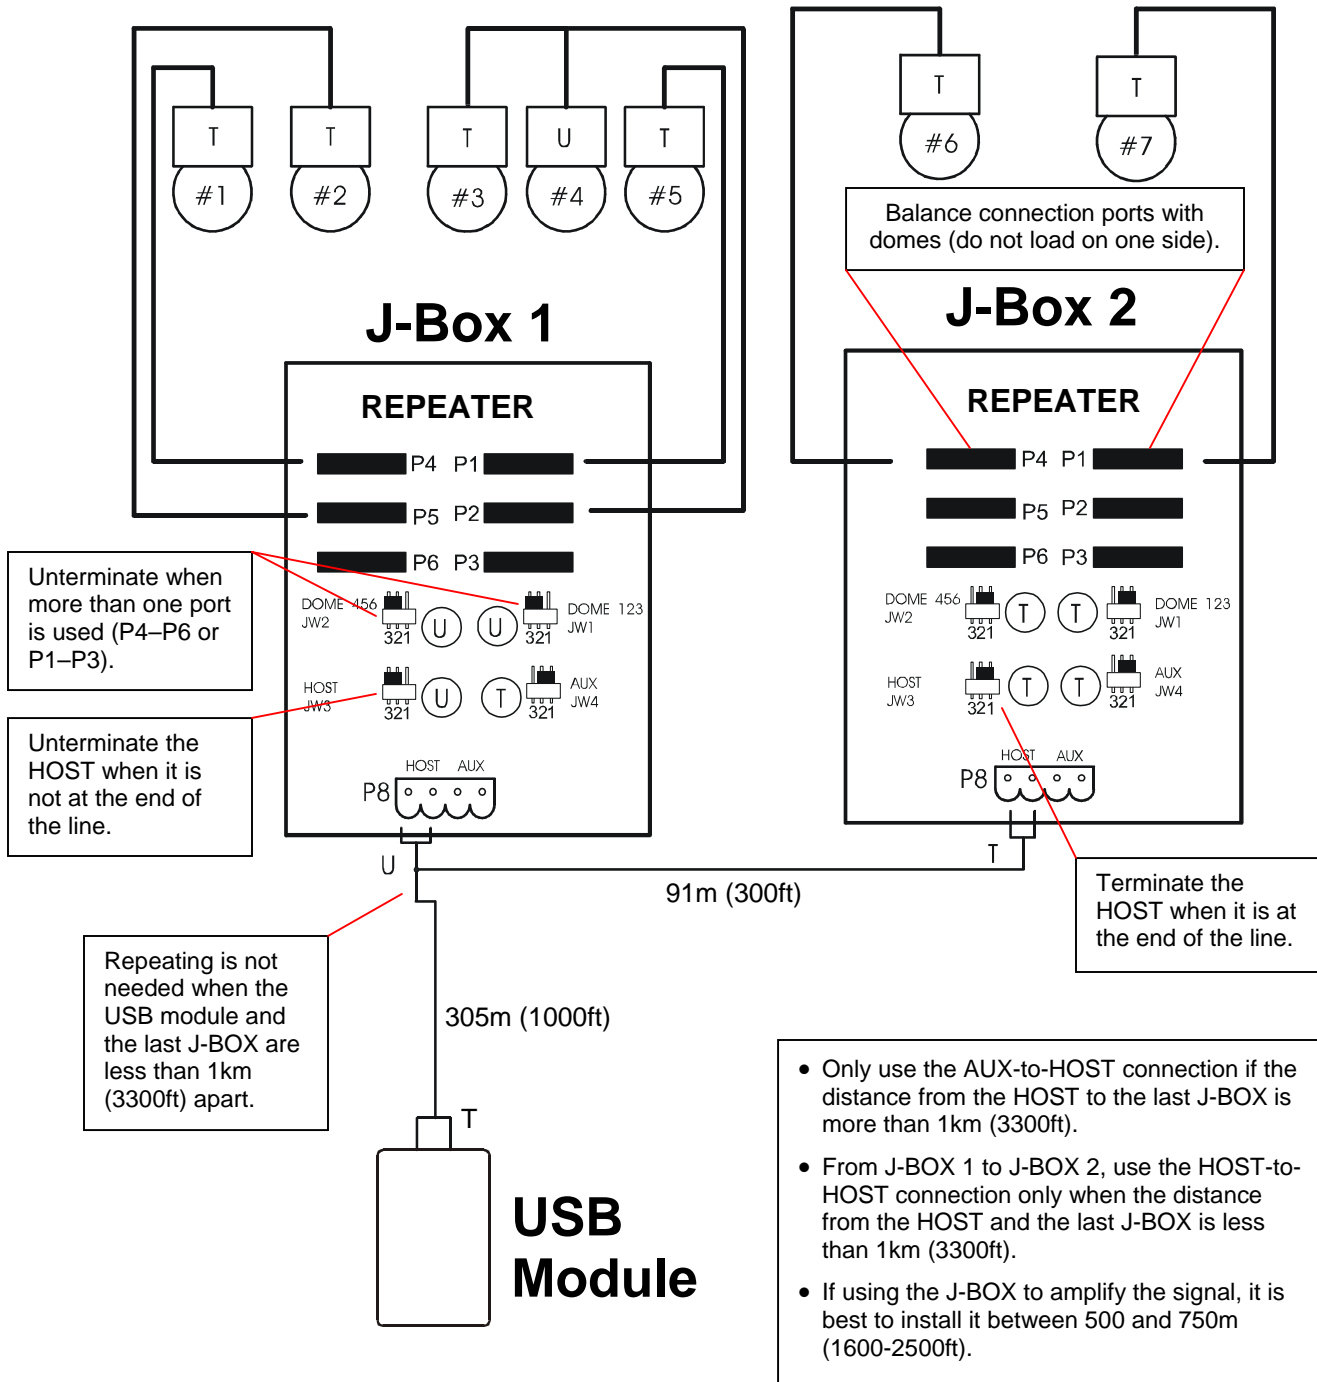 T
T
T
U
T
T
T
#1
#2
#3
#4
#5
#6
#7
Balance connection ports with
domes (do not load on one side).
J-Box 1
J-Box 2
REPEATER
P4 P1
P5 P2
P6 P3
DOME 456
JW2
321
U
U
321
DOME 123
JW1
HOST
JW3
321
U
T
321
AUX
JW4
HOST AUX
P8
U
REPEATER
P4 P1
P5 P2
P6 P3
DOME 456
JW2
321
T
T
321
DOME 123
JW1
HOST
JW3
321
T
T
321
AUX
JW4
HOST AUX
P8
T
Unterminate when
more than one port
is used (P4–P6 or
P1–P3).
Unterminate the
HOST when it is
not at the end of
the line.
91m (300ft)
Terminate the
HOST when it is at
the end of the line.
Repeating is not
needed when the
USB module and
the last J-BOX are
less than 1km
(3300ft) apart.
305m (1000ft)
T
USB
Module
• Only use the AUX-to-HOST connection if the
distance from the HOST to the last J-BOX is
more than 1km (3300ft).
• From J-BOX 1 to J-BOX 2, use the HOST-to-
HOST connection only when the distance
from the HOST and the last J-BOX is less
than 1km (3300ft).
• If using the J-BOX to amplify the signal, it is
best to install it between 500 and 750m
(1600-2500ft).